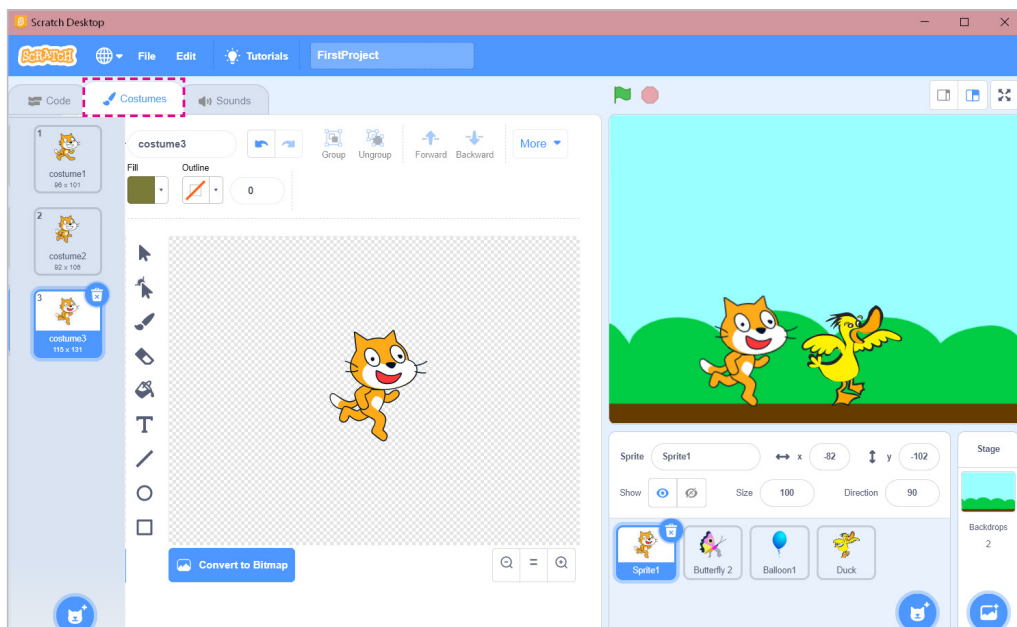 Scratch Desktop
SCRATCH File Edit Tutorials FirstProject
Code Costumes Sounds
1
costume1
96 x 101
2
costume2
92 x 106
3
costume3
115 x 131
costume3
Group Ungroup Forward Backward More
Fill Outline
0
T
Convert to Bitmap
Sprite Sprite1 x -82 y -102
Show Size 100 Direction 90
Sprite1 Butterfly 2 Balloon1 Duck
Stage
Backdrops
2